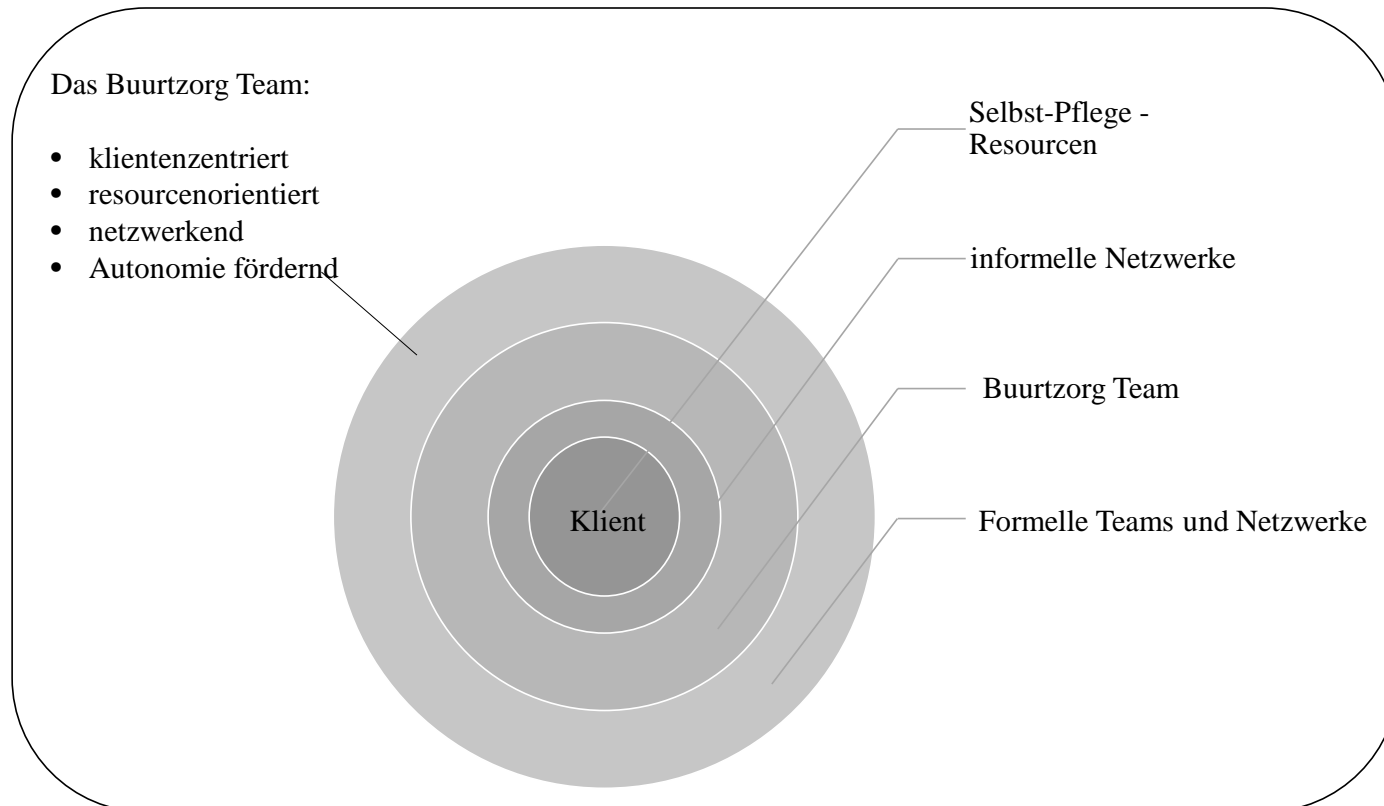 Das Buurtzorg Team:
• klientenzentriert
• resourcenorientiert
• netzwerkend
• Autonomie fördernd
Selbst-Pflege -
Resourcen
informelle Netzwerke
Buurtzorg Team
Formelle Teams und Netzwerke
Klient